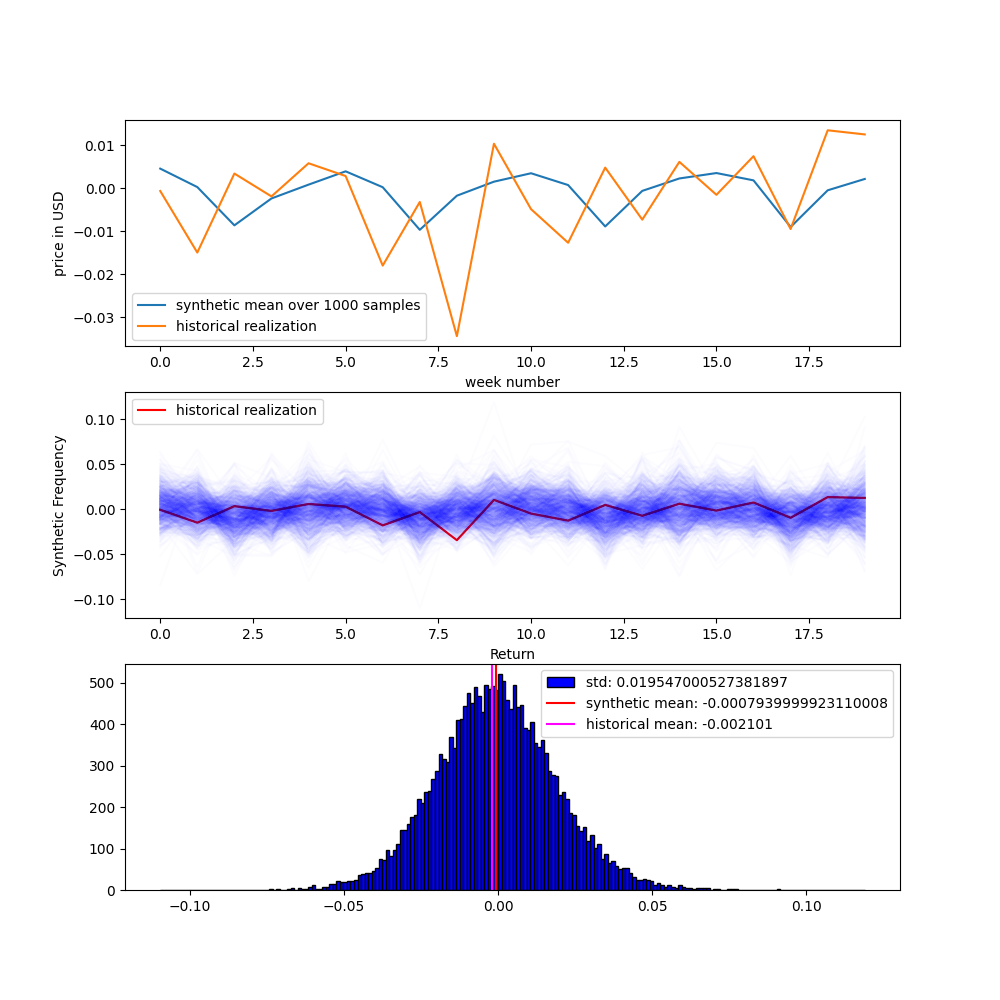 0.01
0.00
−0.01
−0.02
−0.03
price in USD
synthetic mean over 1000 samples
historical realization
0.0 2.5 5.0 7.5 10.0 12.5 15.0 17.5
week number
0.10
0.05
0.00
−0.05
−0.10
Synthetic Frequency
historical realization
0.0 2.5 5.0 7.5 10.0 12.5 15.0 17.5
Return
500
400
300
200
100
0
std: 0.019547000527381897
synthetic mean: -0.0007939999923110008
historical mean: -0.002101
−0.10 −0.05 0.00 0.05 0.10